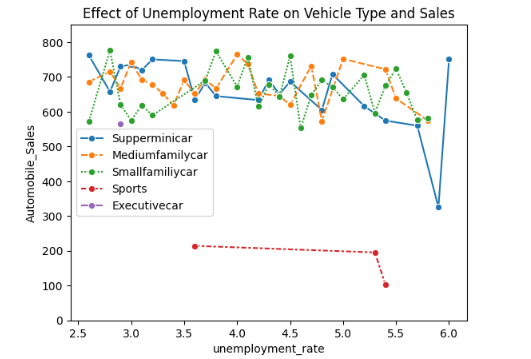 Effect of Unemployment Rate on Vehicle Type and Sales
800
700
600
500
400
300
200
100
0
Automobile_Sales
Supperminicar
Mediumfamilycar
Smallfamiliycar
Sports
Executivecar
2.5 3.0 3.5 4.0 4.5 5.0 5.5 6.0
unemployment_rate